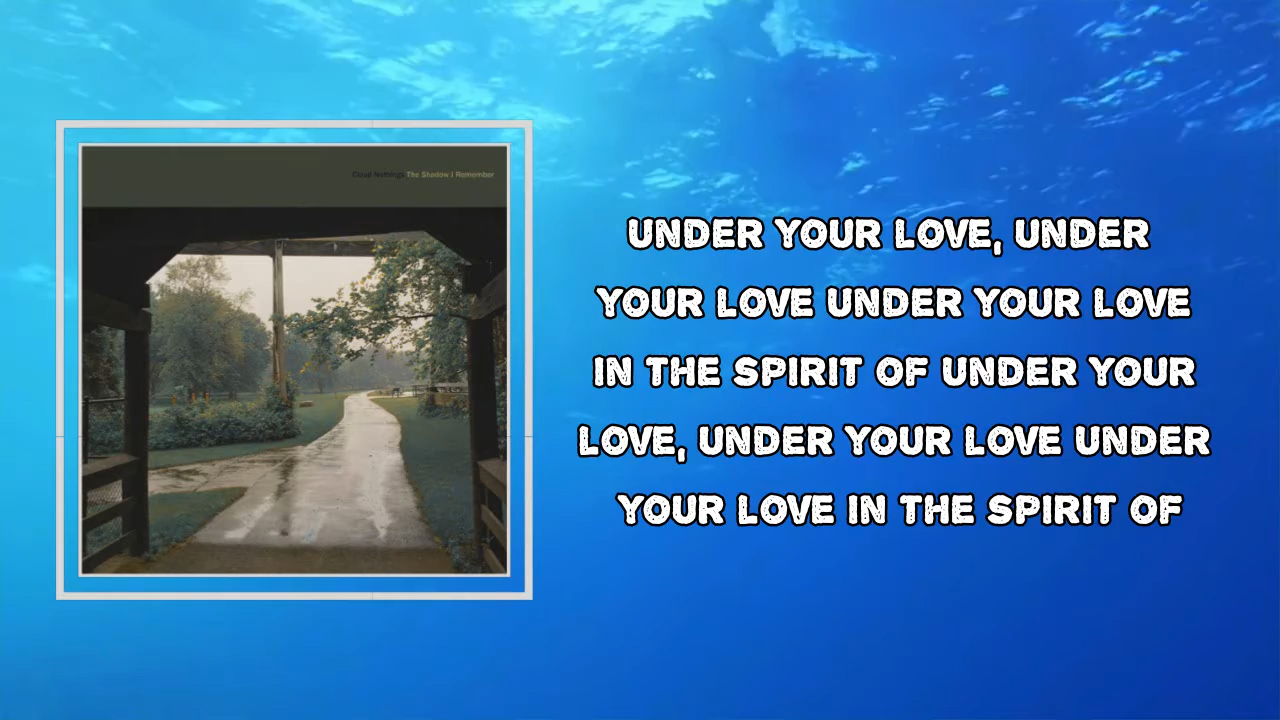 Cloud Nothings The Shadow I Remember
UNDER YOUR LOVE, UNDER
YOUR LOVE UNDER YOUR LOVE
IN THE SPIRIT OF UNDER YOUR
LOVE, UNDER YOUR LOVE UNDER
YOUR LOVE IN THE SPIRIT OF